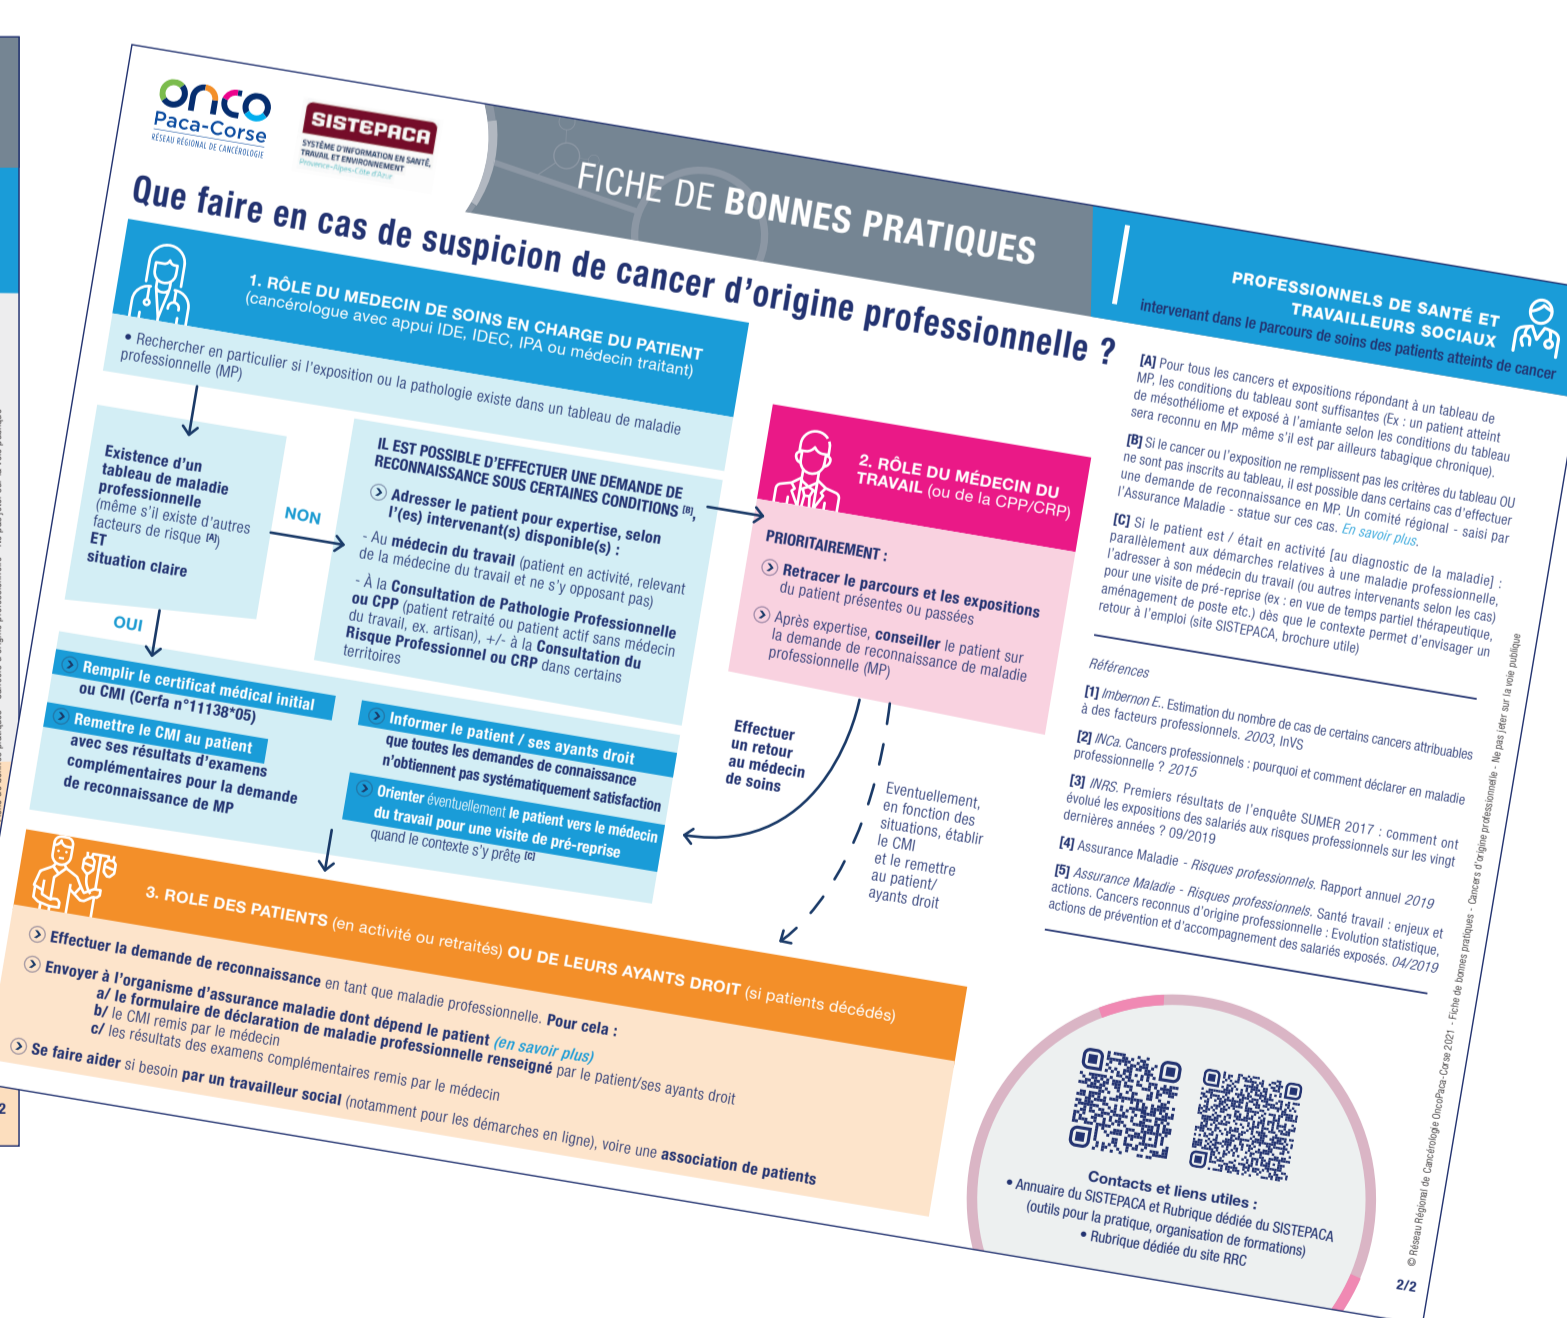 onco
Paca-Corse
RÉSEAU RÉGIONAL DE CANCÉROLOGIE
SISTEPACA
SYSTÈME D'INFORMATION EN SANTÉ,
TRAVAIL ET ENVIRONNEMENT
Provence-Alpes-Côte d'Azur
FICHE DE BONNES PRATIQUES
PROFESSIONNELS DE SANTÉ ET
TRAVAILLEURS SOCIAUX
intervenant dans le parcours de soins des patients atteints de cancer
Que faire en cas de suspicion de cancer d'origine professionnelle ?
1. RÔLE DU MEDECIN DE SOINS EN CHARGE DU PATIENT
(cancérologue avec appui IDE, IDEC, IPA ou médecin traitant)
• Rechercher en particulier si l'exposition ou la pathologie existe dans un tableau de maladie
professionnelle (MP)
Existence d'un
tableau de maladie
professionnelle
(même s'il existe d'autres
facteurs de risque [A])
ET
situation claire
NON
OUI
IL EST POSSIBLE D'EFFECTUER UNE DEMANDE DE
RECONNAISSANCE SOUS CERTAINES CONDITIONS [B],
Adresser le patient pour expertise, selon
l'(es) intervenant(s) disponible(s) :
- Au médecin du travail (patient en activité, relevant
de la médecine du travail et ne s'y opposant pas)
- À la Consultation de Pathologie Professionnelle
ou CPP (patient retraité ou patient actif sans médecin
du travail, ex. artisan), +/- à la Consultation du
Risque Professionnel ou CRP dans certains
territoires
Remplir le certificat médical initial
ou CMI (Cerfa n°11138*05)
Remettre le CMI au patient
avec ses résultats d'examens
complémentaires pour la demande
de reconnaissance de MP
Informer le patient / ses ayants droit
que toutes les demandes de connaissance
n'obtiennent pas systématiquement satisfaction
Orienter éventuellement le patient vers le médecin
du travail pour une visite de pré-reprise
quand le contexte s'y prête [C]
2. RÔLE DU MÉDECIN DU
TRAVAIL (ou de la CPP/CRP)
PRIORITAIREMENT :
Retracer le parcours et les expositions
du patient présentes ou passées
Après expertise, conseiller le patient sur
la demande de reconnaissance de maladie
professionnelle (MP)
Effectuer
un retour
au médecin
de soins
Eventuellement,
en fonction des
situations, établir
le CMI
et le remettre
au patient/
ayants droit
3. ROLE DES PATIENTS (en activité ou retraités) OU DE LEURS AYANTS DROIT (si patients décédés)
Effectuer la demande de reconnaissance en tant que maladie professionnelle. Pour cela :
Envoyer à l'organisme d'assurance maladie dont dépend le patient (en savoir plus)
a/ le formulaire de déclaration de maladie professionnelle renseigné par le patient/ses ayants droit
b/ le CMI remis par le médecin
c/ les résultats des examens complémentaires remis par le médecin
Se faire aider si besoin par un travailleur social (notamment pour les démarches en ligne), voire une association de patients
[A] Pour tous les cancers et expositions répondant à un tableau de
MP, les conditions du tableau sont suffisantes (Ex : un patient atteint
de mésothéliome et exposé à l'amiante selon les conditions du tableau
sera reconnu en MP même s'il est par ailleurs tabagique chronique).
[B] Si le cancer ou l'exposition ne remplissent pas les critères du tableau OU
ne sont pas inscrits au tableau, il est possible dans certains cas d'effectuer
une demande de reconnaissance en MP. Un comité régional - saisi par
l'Assurance Maladie - statue sur ces cas. En savoir plus.
[C] Si le patient est / était en activité [au diagnostic de la maladie] :
parallèlement aux démarches relatives à une maladie professionnelle,
l'adresser à son médecin du travail (ou autres intervenants selon les cas)
pour une visite de pré-reprise (ex : en vue de temps partiel thérapeutique,
aménagement de poste etc.) dès que le contexte permet d'envisager un
retour à l'emploi (site SISTEPACA, brochure utile)
Références
[1] Imbernon E.. Estimation du nombre de cas de certains cancers attribuables
à des facteurs professionnels. 2003, InVS
[2] INCa. Cancers professionnels : pourquoi et comment déclarer en maladie
professionnelle ? 2015
[3] INRS. Premiers résultats de l'enquête SUMER 2017 : comment ont
évolué les expositions des salariés aux risques professionnels sur les vingt
dernières années ? 09/2019
[4] Assurance Maladie - Risques professionnels. Rapport annuel 2019
[5] Assurance Maladie - Risques professionnels. Santé travail : enjeux et
actions. Cancers reconnus d'origine professionnelle : Evolution statistique,
actions de prévention et d'accompagnement des salariés exposés. 04/2019
Contacts et liens utiles :
• Annuaire du SISTEPACA et Rubrique dédiée du SISTEPACA
(outils pour la pratique, organisation de formations)
• Rubrique dédiée du site RRC
© Réseau Régional de Cancérologie OncoPaca-Corse 2021 - Fiche de bonnes pratiques - Cancers d'origine professionnelle - Ne pas jeter sur la voie publique
2/2